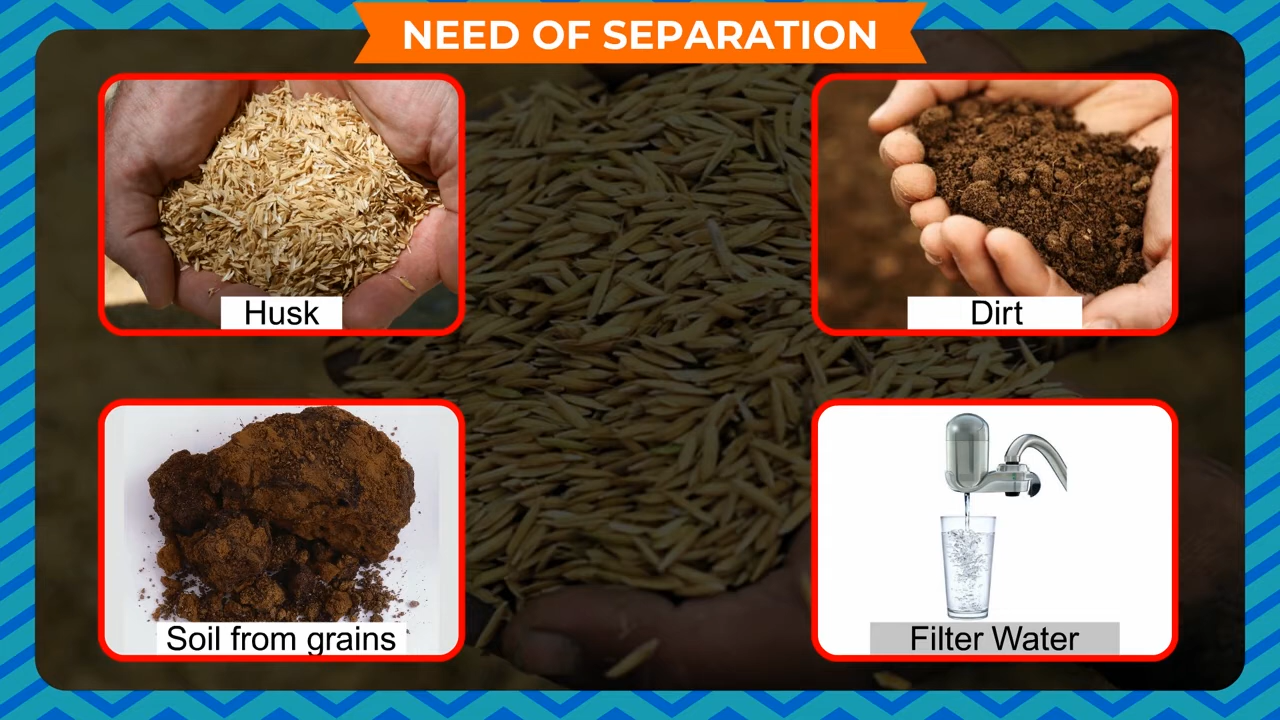 NEED OF SEPARATION
Husk
Dirt
Soil from grains
Filter Water